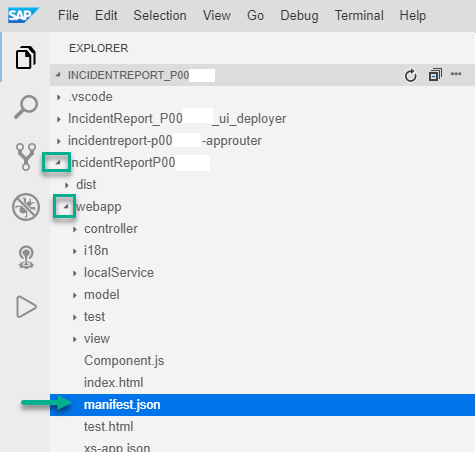 SAP File Edit Selection View Go Debug Terminal Help
EXPLORER
INCIDENTREPORT_P00
.vscode
IncidentReport_P00 _ui_deployer
incidentreport-p00 -approuter
IncidentReportP00
dist
webapp
controller
i18n
localService
model
test
view
Component.js
index.html
manifest.json
test.html
xs-app.json